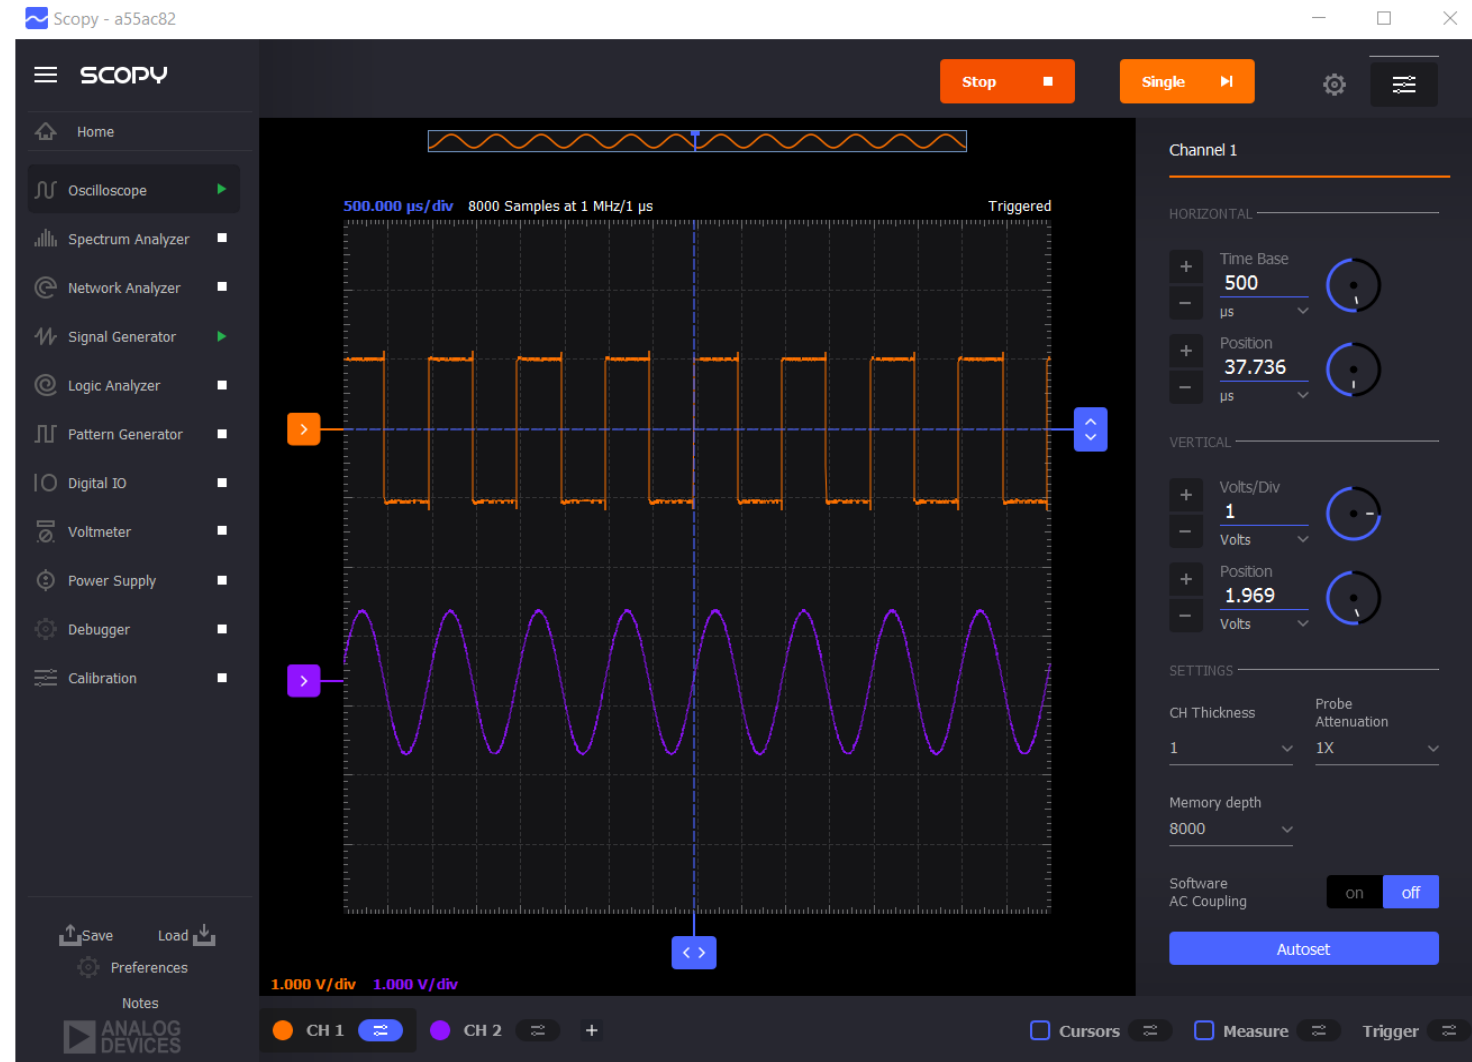 Scopy - a55ac82
SCOPY
Stop
Single
Home
Oscilloscope
Spectrum Analyzer
Network Analyzer
Signal Generator
Logic Analyzer
Pattern Generator
Digital IO
Voltmeter
Power Supply
Debugger
Calibration
Save Load
Preferences
Notes
ANALOG
DEVICES
500.000 µs/div 8000 Samples at 1 MHz/1 µs Triggered
1.000 V/div 1.000 V/div
CH 1 CH 2 + Cursors Measure Trigger
Channel 1
HORIZONTAL
+ Time Base
500
− µs
+ Position
37.736
− µs
VERTICAL
+ Volts/Div
1
− Volts
+ Position
1.969
− Volts
SETTINGS
CH Thickness
Probe
Attenuation
1 1X
Memory depth
8000
Software
AC Coupling
on off
Autoset